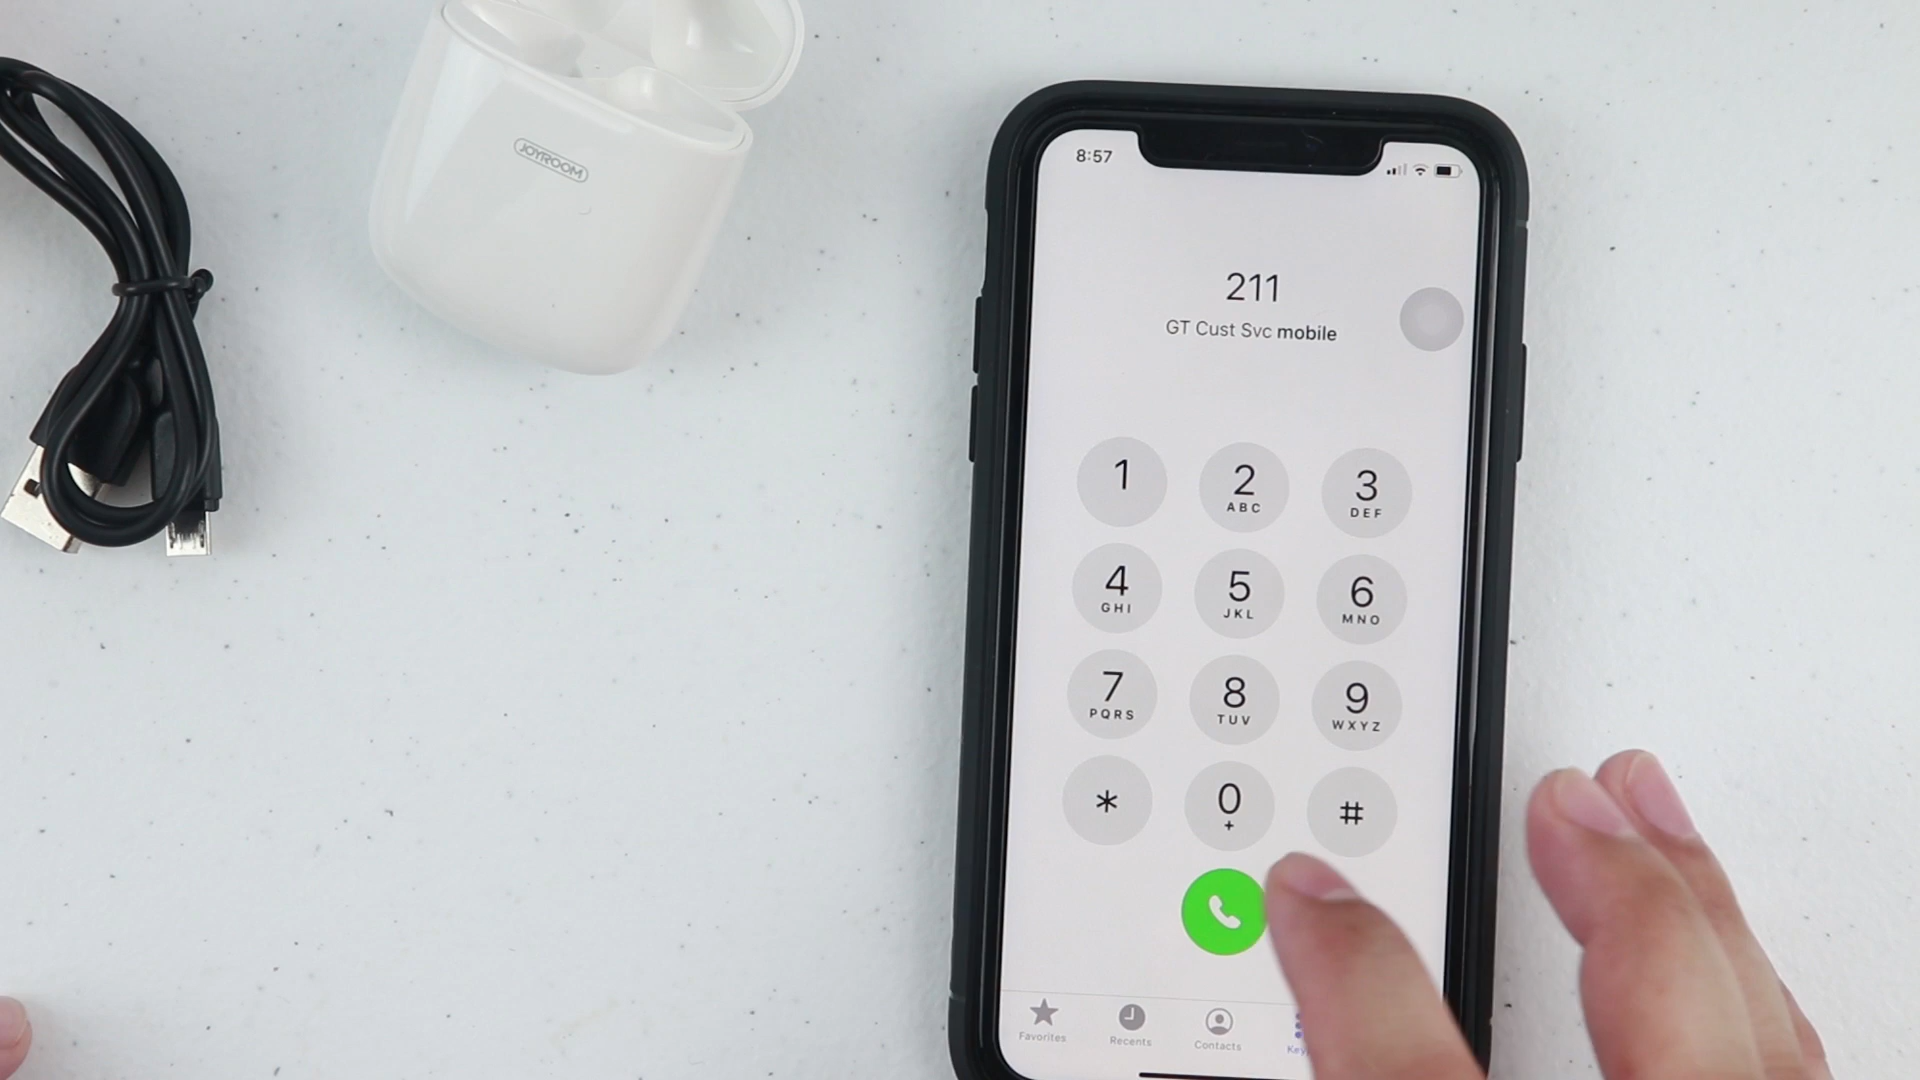 JOYROOM
8:57
211
GT Cust Svc mobile
1
2
ABC
3
DEF
4
GHI
5
JKL
6
MNO
7
PQRS
8
TUV
9
WXYZ
*
0
+
#
Favorites
Recents
Contacts